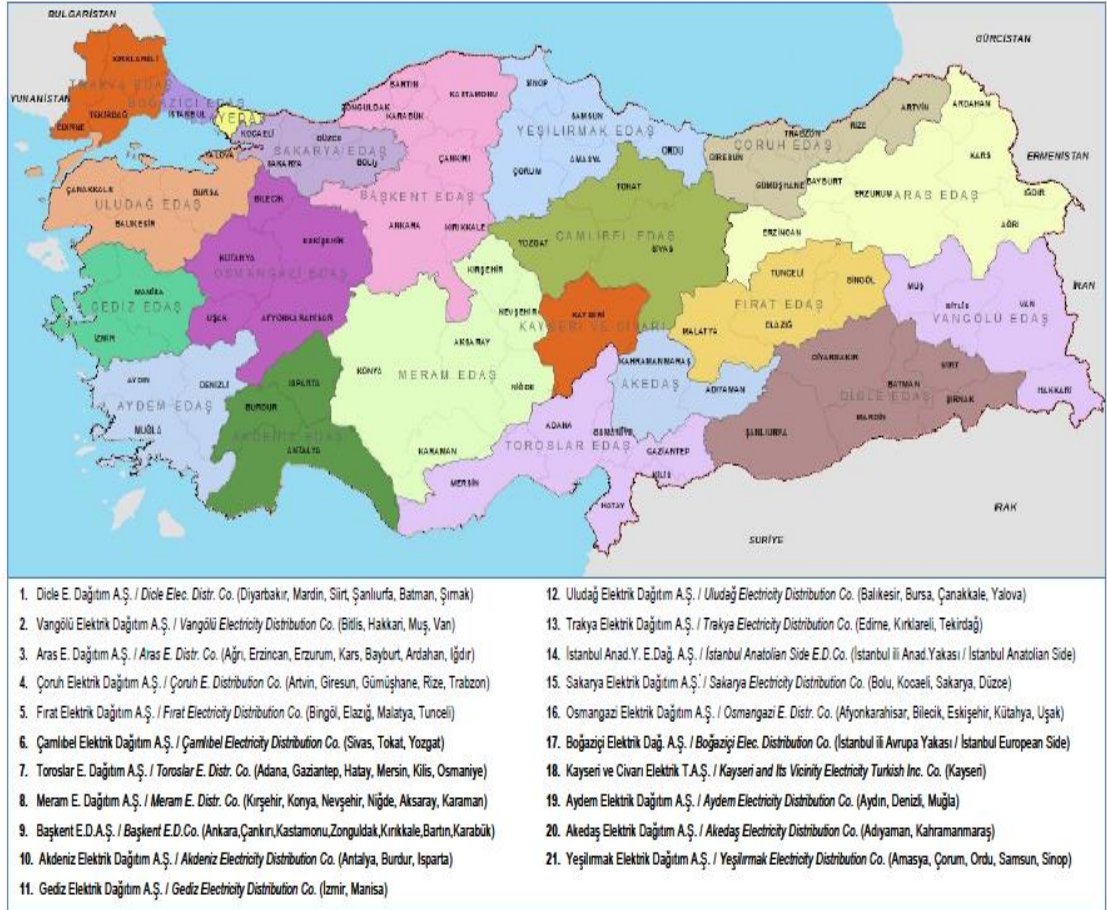 BULGARİSTAN
GÜRCİSTAN
YUNANİSTAN
ERMENİSTAN
İRAN
IRAK
SURİYE
KIRKLARELİ
TRAKYA EDAŞ
TEKİRDAĞ
EDİRNE
BOĞAZİÇİ EDAŞ
İSTANBUL
KOCAELİ
YALOVA
SAKARYA EDAŞ
SAKARYA
DÜZCE
BOLU
ZONGULDAK
BARTIN
KARABÜK
KASTAMONU
ÇANKIRI
BAŞKENT EDAŞ
ANKARA
KIRIKKALE
SİNOP
SAMSUN
YEŞİLIRMAK EDAŞ
AMASYA
ORDU
ÇORUM
TOKAT
YOZGAT
ÇAMLIBEL EDAŞ
SİVAS
GİRESUN
TRABZON
RİZE
ARTVİN
ÇORUH EDAŞ
GÜMÜŞHANE
BAYBURT
ARDAHAN
KARS
ERZURUM
ARAS EDAŞ
IĞDIR
AĞRI
ERZİNCAN
ÇANAKKALE
BURSA
ULUDAĞ EDAŞ
BALIKESİR
BİLECİK
ESKİŞEHİR
KÜTAHYA
OSMANGAZİ EDAŞ
UŞAK
AFYONKARAHİSAR
MANİSA
GEDİZ EDAŞ
İZMİR
AYDIN
DENİZLİ
AYDEM EDAŞ
MUĞLA
ISPARTA
BURDUR
AKDENİZ EDAŞ
ANTALYA
KIRŞEHİR
NEVŞEHİR
AKSARAY
KONYA
MERAM EDAŞ
NİĞDE
KARAMAN
KAYSERİ
KAYSERİ VE CİVARI
TUNCELİ
BİNGÖL
FIRAT EDAŞ
MALATYA
ELAZIĞ
MUŞ
BİTLİS
VAN
VANGÖLÜ EDAŞ
HAKKARİ
KAHRAMANMARAŞ
AKEDAŞ
ADIYAMAN
DİYARBAKIR
BATMAN
SİİRT
DİCLE EDAŞ
ŞIRNAK
MARDİN
ŞANLIURFA
ADANA
OSMANİYE
TOROSLAR EDAŞ
GAZİANTEP
KİLİS
MERSİN
HATAY
1. Dicle E. Dağıtım A.Ş. / Dicle Elec. Distr. Co. (Diyarbakır, Mardin, Siirt, Şanlıurfa, Batman, Şırnak)
2. Vangölü Elektrik Dağıtım A.Ş. / Vangölü Electricity Distribution Co. (Bitlis, Hakkari, Muş, Van)
3. Aras E. Dağıtım A.Ş. / Aras E. Distr. Co. (Ağrı, Erzincan, Erzurum, Kars, Bayburt, Ardahan, Iğdır)
4. Çoruh Elektrik Dağıtım A.Ş. / Çoruh E. Distribution Co. (Artvin, Giresun, Gümüşhane, Rize, Trabzon)
5. Fırat Elektrik Dağıtım A.Ş. / Fırat Electricity Distribution Co. (Bingöl, Elazığ, Malatya, Tunceli)
6. Çamlıbel Elektrik Dağıtım A.Ş. / Çamlıbel Electricity Distribution Co. (Sivas, Tokat, Yozgat)
7. Toroslar E. Dağıtım A.Ş. / Toroslar E. Distr. Co. (Adana, Gaziantep, Hatay, Mersin, Kilis, Osmaniye)
8. Meram E. Dağıtım A.Ş. / Meram E. Distr. Co. (Kırşehir, Konya, Nevşehir, Niğde, Aksaray, Karaman)
9. Başkent E.D.A.Ş. / Başkent E.D.Co. (Ankara,Çankırı,Kastamonu,Zonguldak,Kırıkkale,Bartın,Karabük)
10. Akdeniz Elektrik Dağıtım A.Ş. / Akdeniz Electricity Distribution Co. (Antalya, Burdur, Isparta)
11. Gediz Elektrik Dağıtım A.Ş. / Gediz Electricity Distribution Co. (İzmir, Manisa)
12. Uludağ Elektrik Dağıtım A.Ş. / Uludağ Electricity Distribution Co. (Balıkesir, Bursa, Çanakkale, Yalova)
13. Trakya Elektrik Dağıtım A.Ş. / Trakya Electricity Distribution Co. (Edirne, Kırklareli, Tekirdağ)
14. İstanbul Anad.Y. E.Dağ. A.Ş. / İstanbul Anatolian Side E.D.Co. (İstanbul ili Anad.Yakası / İstanbul Anatolian Side)
15. Sakarya Elektrik Dağıtım A.Ş. / Sakarya Electricity Distribution Co. (Bolu, Kocaeli, Sakarya, Düzce)
16. Osmangazi Elektrik Dağıtım A.Ş. / Osmangazi E. Distr. Co. (Afyonkarahisar, Bilecik, Eskişehir, Kütahya, Uşak)
17. Boğaziçi Elektrik Dağ. A.Ş. / Boğaziçi Elec. Distribution Co. (İstanbul ili Avrupa Yakası / İstanbul European Side)
18. Kayseri ve Civarı Elektrik T.A.Ş. / Kayseri and Its Vicinity Electricity Turkish Inc. Co. (Kayseri)
19. Aydem Elektrik Dağıtım A.Ş. / Aydem Electricity Distribution Co. (Aydın, Denizli, Muğla)
20. Akedaş Elektrik Dağıtım A.Ş. / Akedaş Electricity Distribution Co. (Adıyaman, Kahramanmaraş)
21. Yeşilırmak Elektrik Dağıtım A.Ş. / Yeşilırmak Electricity Distribution Co. (Amasya, Çorum, Ordu, Samsun, Sinop)